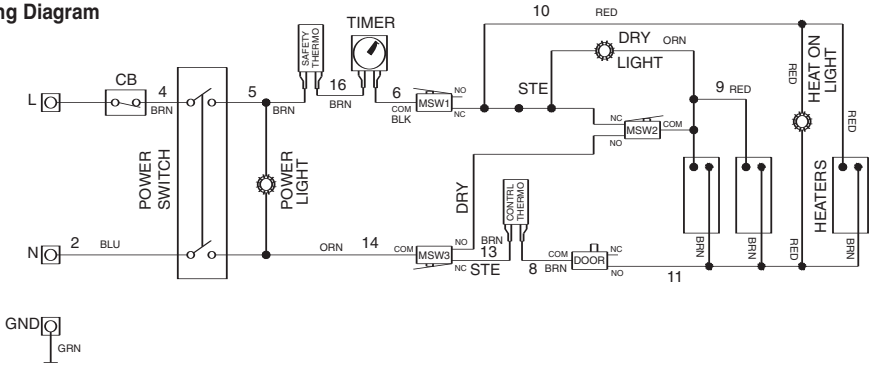 ng Diagram
10
RED
TIMER
SAFETY
THERMO
DRY
ORN
LIGHT
HEAT ON
LIGHT
RED
CB
L
4
BRN
5
BRN
16
BRN
6
COM
BLK
MSW1
NO
NC
STE
9
RED
RED
NC
MSW2
COM
NO
POWER
SWITCH
POWER
LIGHT
DRY
CONTRL
THERMO
HEATERS
N
2
BLU
ORN
14
COM
MSW3
NO
NC
BRN
13
STE
8
COM
BRN
DOOR
NC
NO
11
BRN
BRN
RED
BRN
GND
GRN